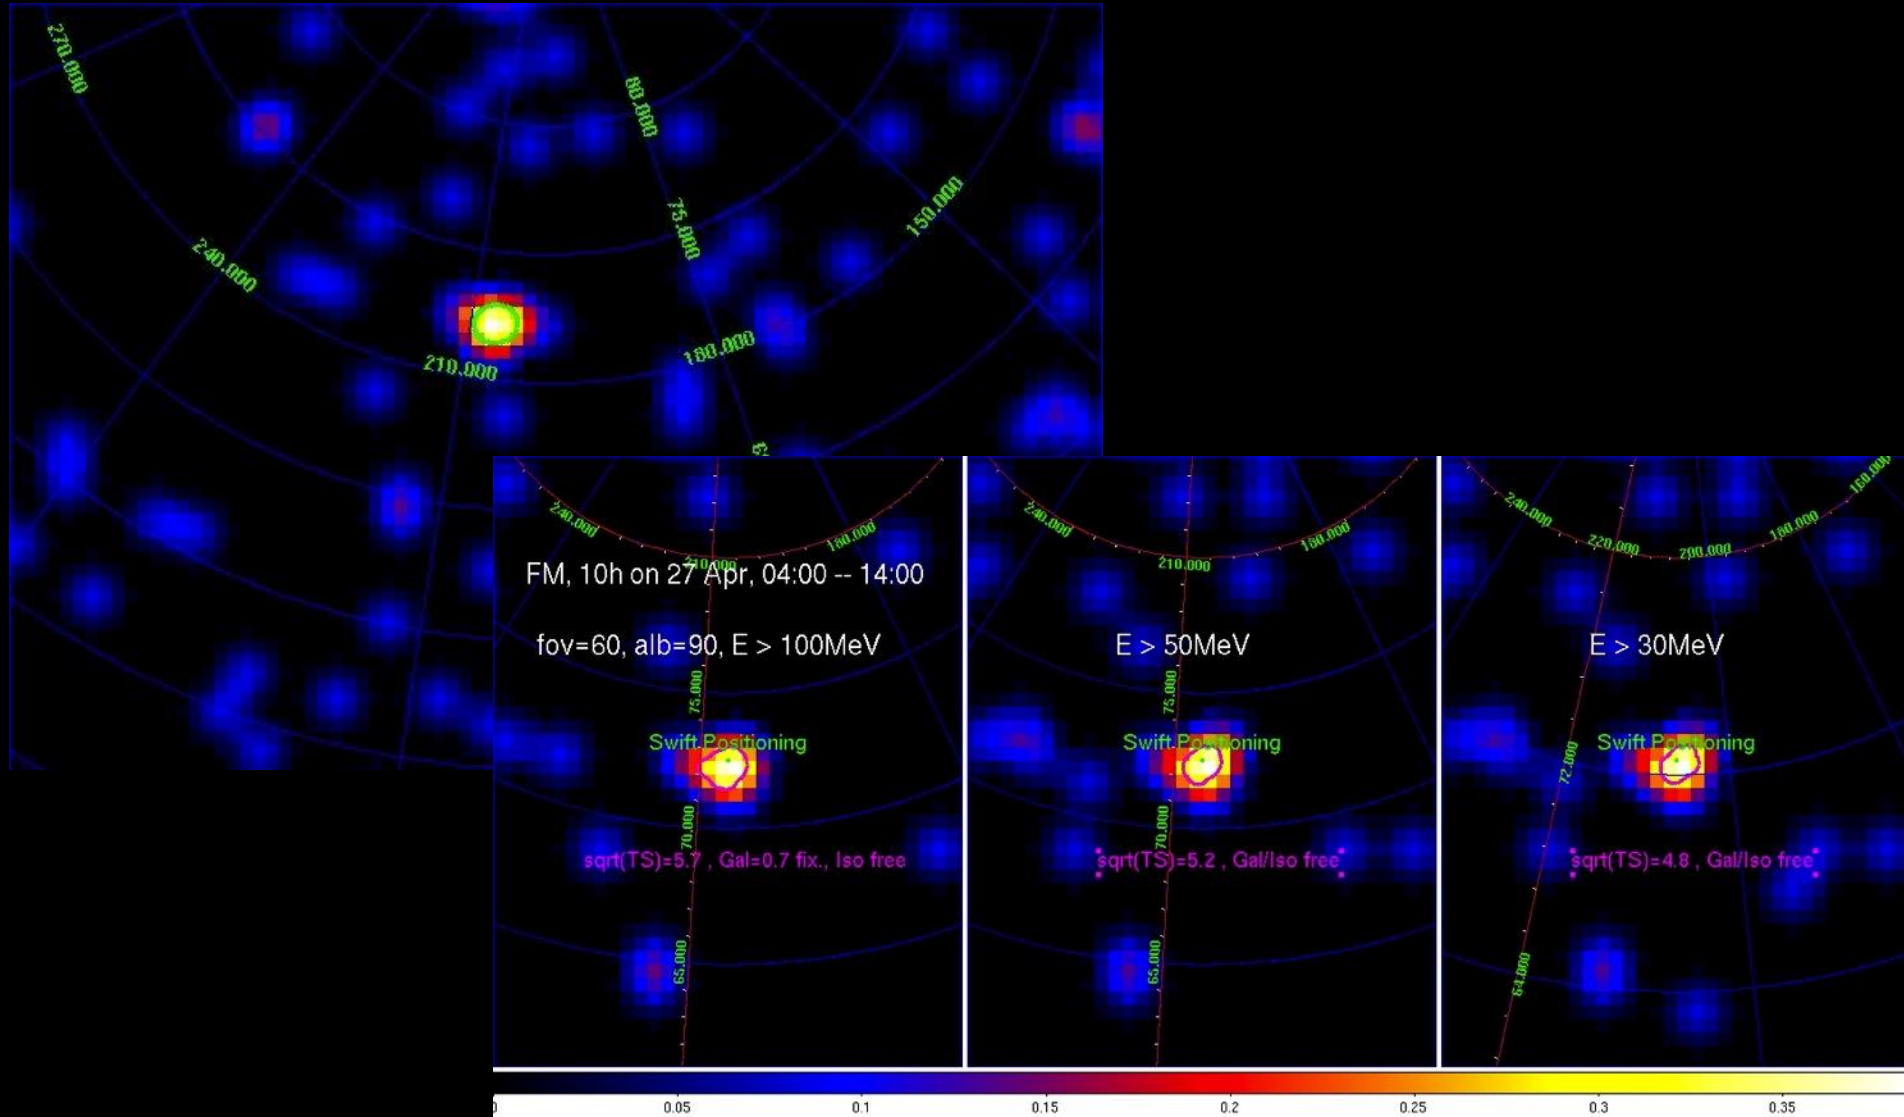 270.000
80.000
75.000
150.000
240.000
210.000
180.000
240.000
210.000
180.000
FM, 10h on 27 Apr, 04:00 -- 14:00
fov=60, alb=90, E > 100MeV
75.000
Swift Positioning
70.000
sqrt(TS)=5.7 , Gal=0.7 fix., Iso free
65.000
240.000
210.000
180.000
E > 50MeV
75.000
Swift Positioning
70.000
sqrt(TS)=5.2 , Gal/Iso free
65.000
240.000
220.000
200.000
180.000
160.000
E > 30MeV
Swift Positioning
72.000
sqrt(TS)=4.8 , Gal/Iso free
64.000
0.05 0.1 0.15 0.2 0.25 0.3 0.35